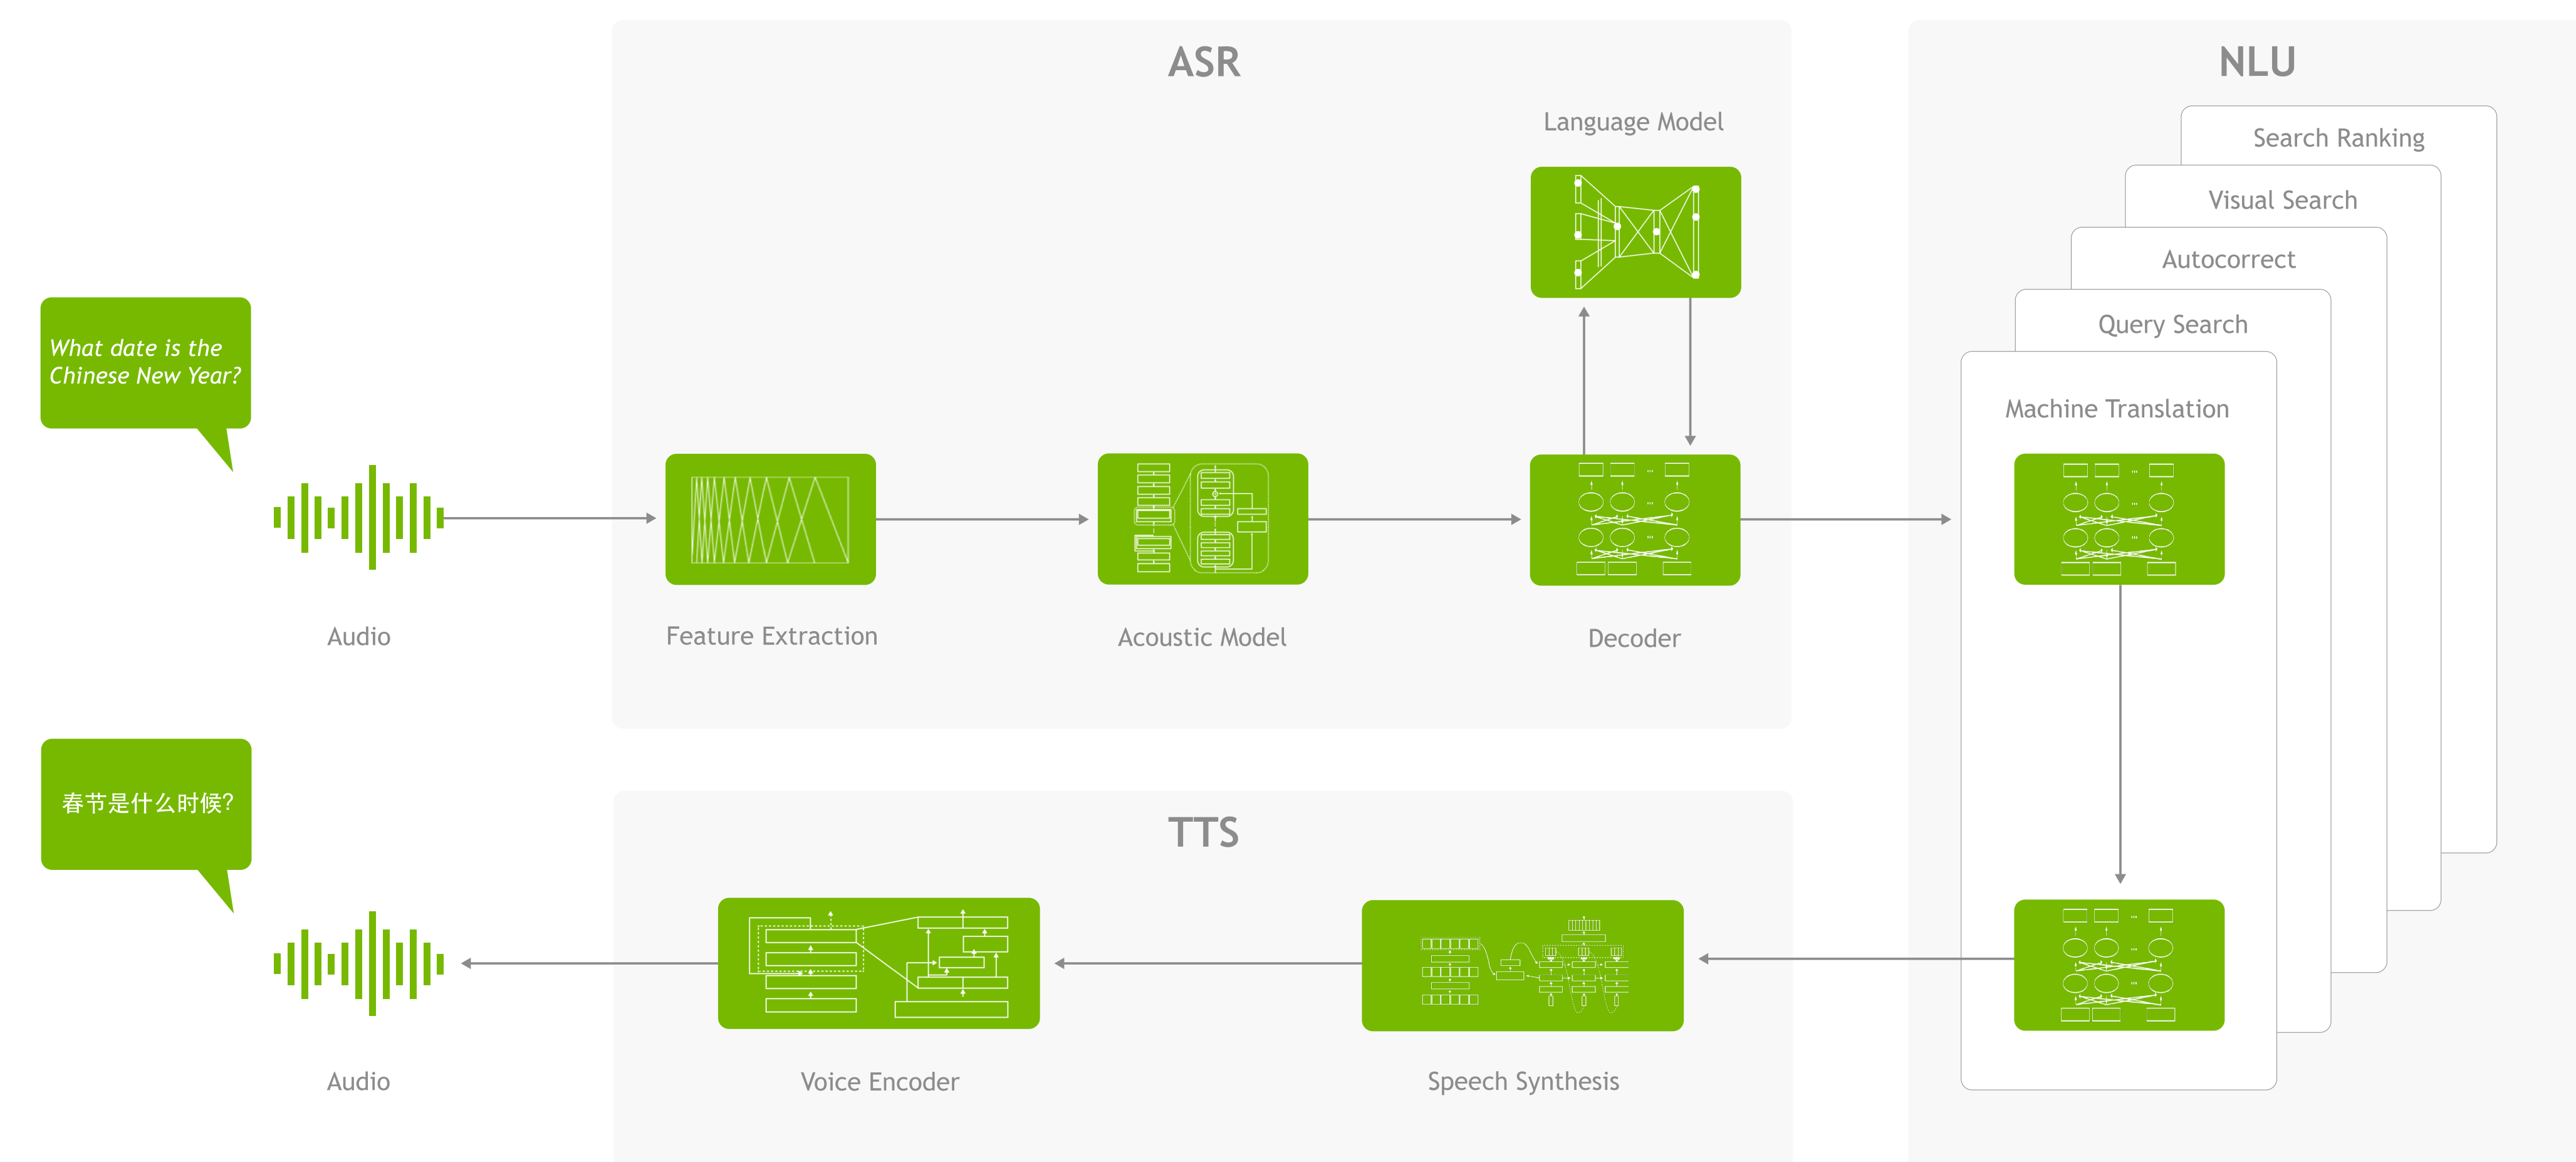 ASR
NLU
Language Model
Search Ranking
Visual Search
Autocorrect
Query Search
What date is the
Chinese New Year?
Machine Translation
Audio
Feature Extraction
Acoustic Model
Decoder
春节是什么时候?
TTS
Audio
Voice Encoder
Speech Synthesis